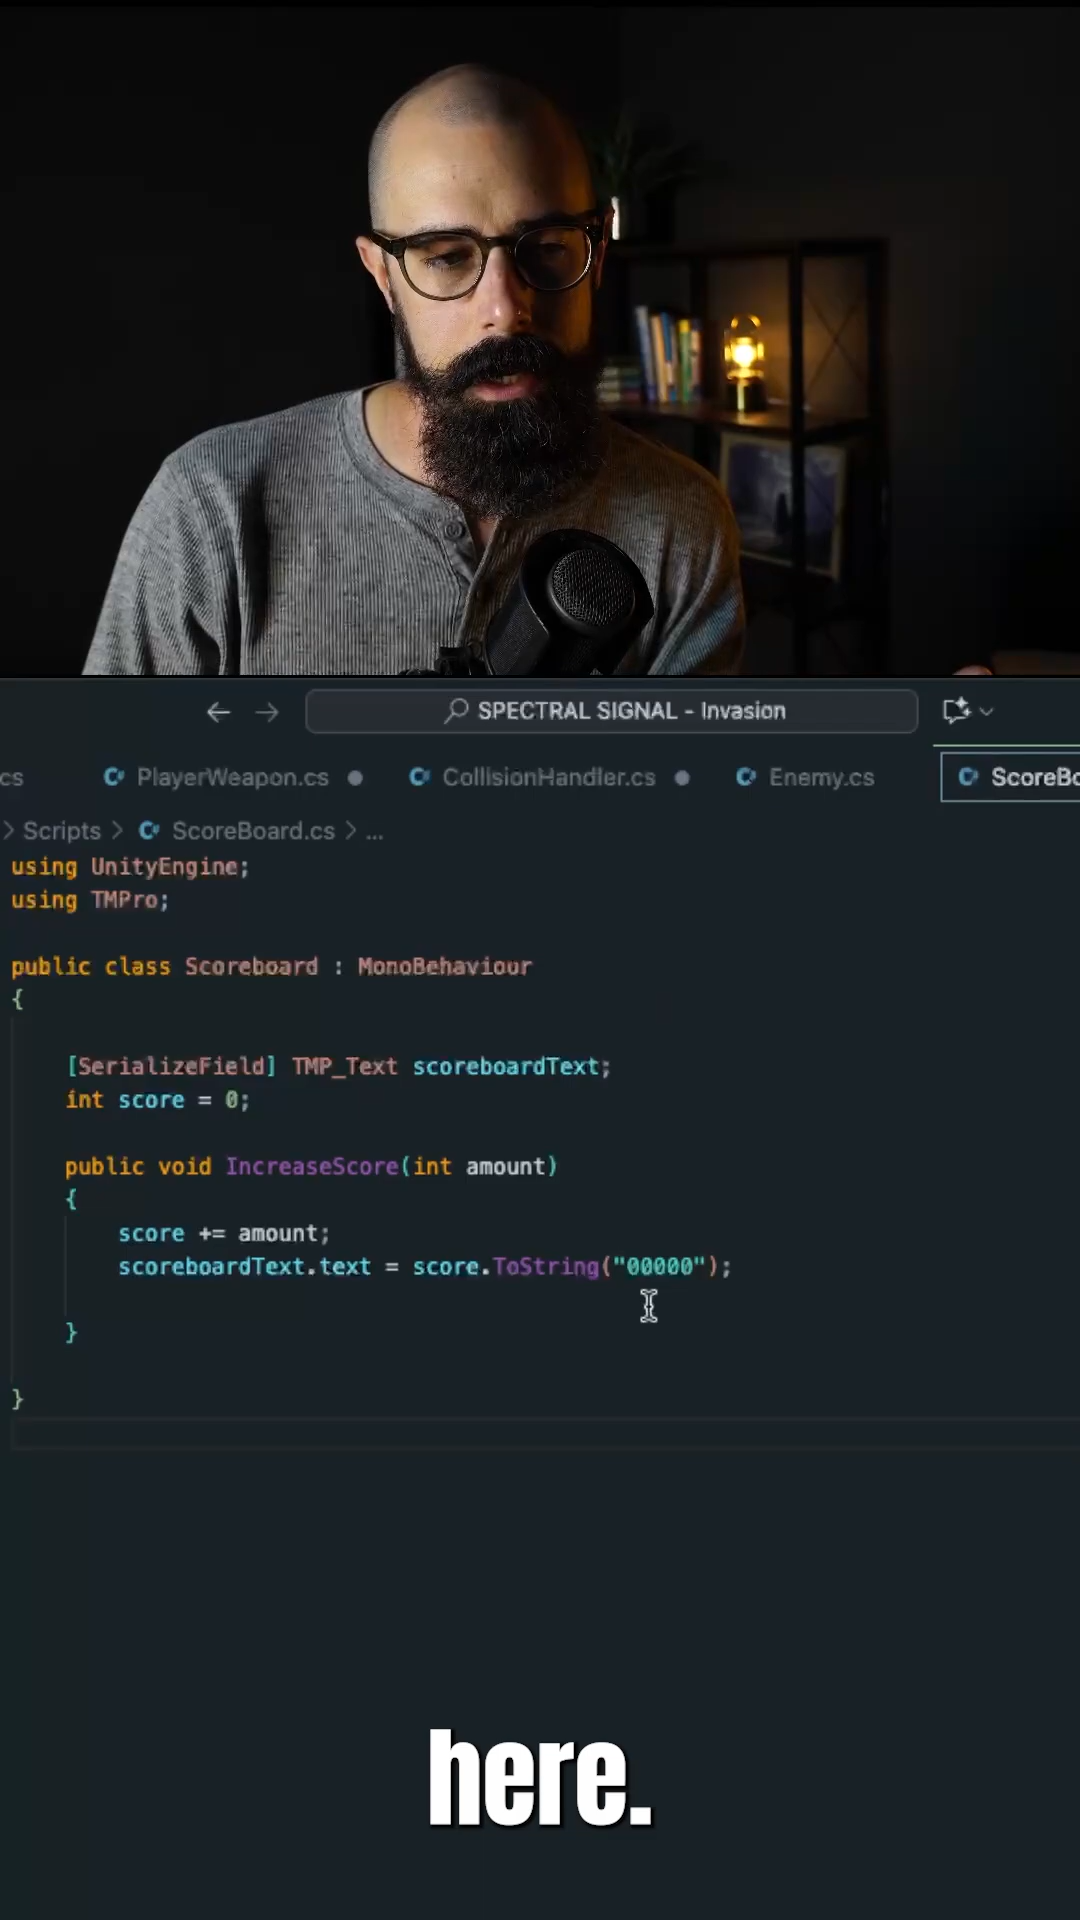 SPECTRAL SIGNAL - Invasion
cs
PlayerWeapon.cs
CollisionHandler.cs
Enemy.cs
ScoreBo
Scripts > ScoreBoard.cs > ...
using UnityEngine;
using TMPro;
public class Scoreboard : MonoBehaviour
{
[SerializeField] TMP_Text scoreboardText;
int score = 0;
public void IncreaseScore(int amount)
{
score += amount;
scoreboardText.text = score.ToString("00000");
}
}
here.